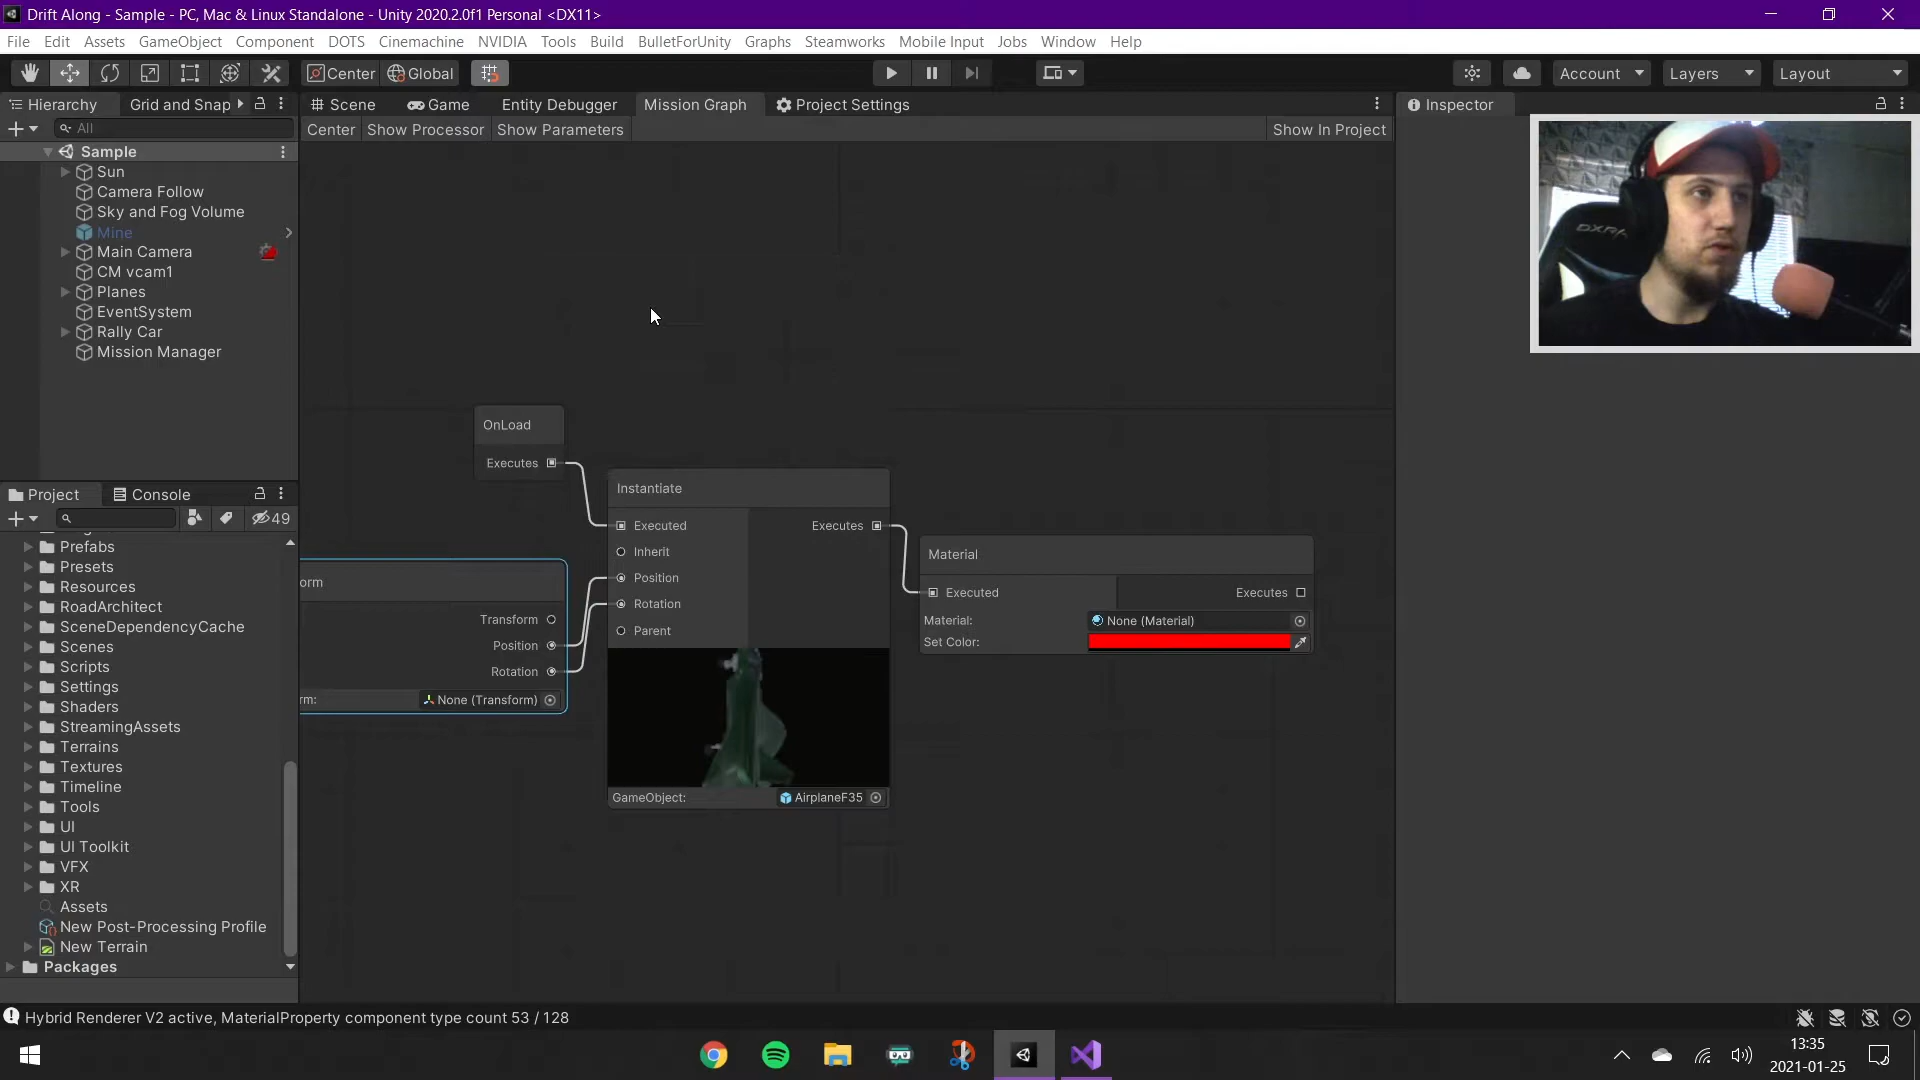 Drift Along - Sample - PC, Mac & Linux Standalone - Unity 2020.2.0f1 Personal <DX11>
File Edit Assets GameObject Component DOTS Cinemachine NVIDIA Tools Build BulletForUnity Graphs Steamworks Mobile Input Jobs Window Help
Center Global Account Layers Layout
Hierarchy Grid and Snap Scene Game Entity Debugger Mission Graph Project Settings Inspector
All Center Show Processor Show Parameters Show In Project
Sample
Sun
Camera Follow
Sky and Fog Volume
Mine
Main Camera
CM vcam1
Planes
EventSystem
Rally Car
Mission Manager
DXRA
OnLoad
Executes
Instantiate
Executed Executes
Inherit
Position
Rotation
Parent
GameObject: AirplaneF35
orm
Transform
Position
Rotation
rm: None (Transform)
Material
Executed Executes
Material: None (Material)
Set Color:
Project Console
49
Prefabs
Presets
Resources
RoadArchitect
SceneDependencyCache
Scenes
Scripts
Settings
Shaders
StreamingAssets
Terrains
Textures
Timeline
Tools
UI
UI Toolkit
VFX
XR
Assets
New Post-Processing Profile
New Terrain
Packages
Hybrid Renderer V2 active, MaterialProperty component type count 53 / 128
13:35
2021-01-25